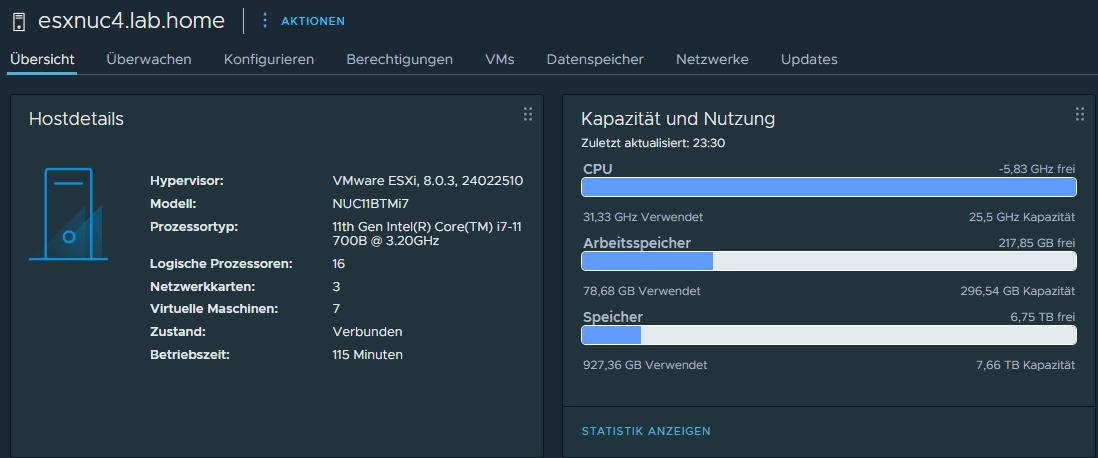 esxnuc4.lab.home
AKTIONEN
Übersicht Überwachen Konfigurieren Berechtigungen VMs Datenspeicher Netzwerke Updates
Hostdetails
Hypervisor: VMware ESXi, 8.0.3, 24022510
Modell: NUC11BTMi7
Prozessortyp: 11th Gen Intel(R) Core(TM) i7-11
700B @ 3.20GHz
Logische Prozessoren: 16
Netzwerkkarten: 3
Virtuelle Maschinen: 7
Zustand: Verbunden
Betriebszeit: 115 Minuten
Kapazität und Nutzung
Zuletzt aktualisiert: 23:30
CPU -5,83 GHz frei
31,33 GHz Verwendet 25,5 GHz Kapazität
Arbeitsspeicher 217,85 GB frei
78,68 GB Verwendet 296,54 GB Kapazität
Speicher 6,75 TB frei
927,36 GB Verwendet 7,66 TB Kapazität
STATISTIK ANZEIGEN